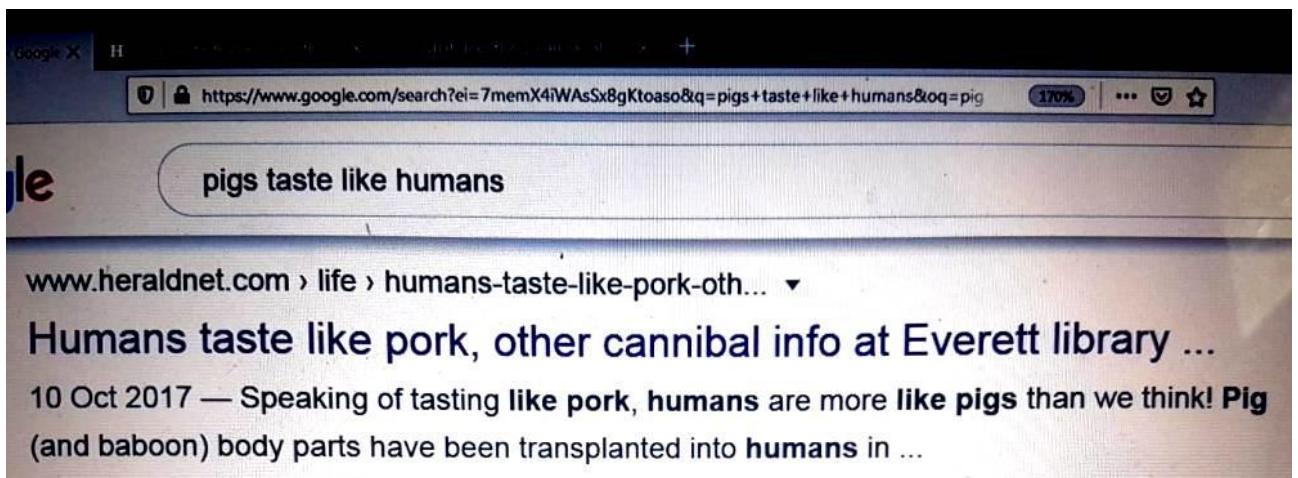 Google
H
https://www.google.com/search?ei=7memX4iWAsSx8gKtoaso&q=pigs+taste+like+humans&oq=pig 170%
le pigs taste like humans
www.heraldnet.com › life › humans-taste-like-pork-oth...
Humans taste like pork, other cannibal info at Everett library ...
10 Oct 2017 — Speaking of tasting like pork, humans are more like pigs than we think! Pig
(and baboon) body parts have been transplanted into humans in ...